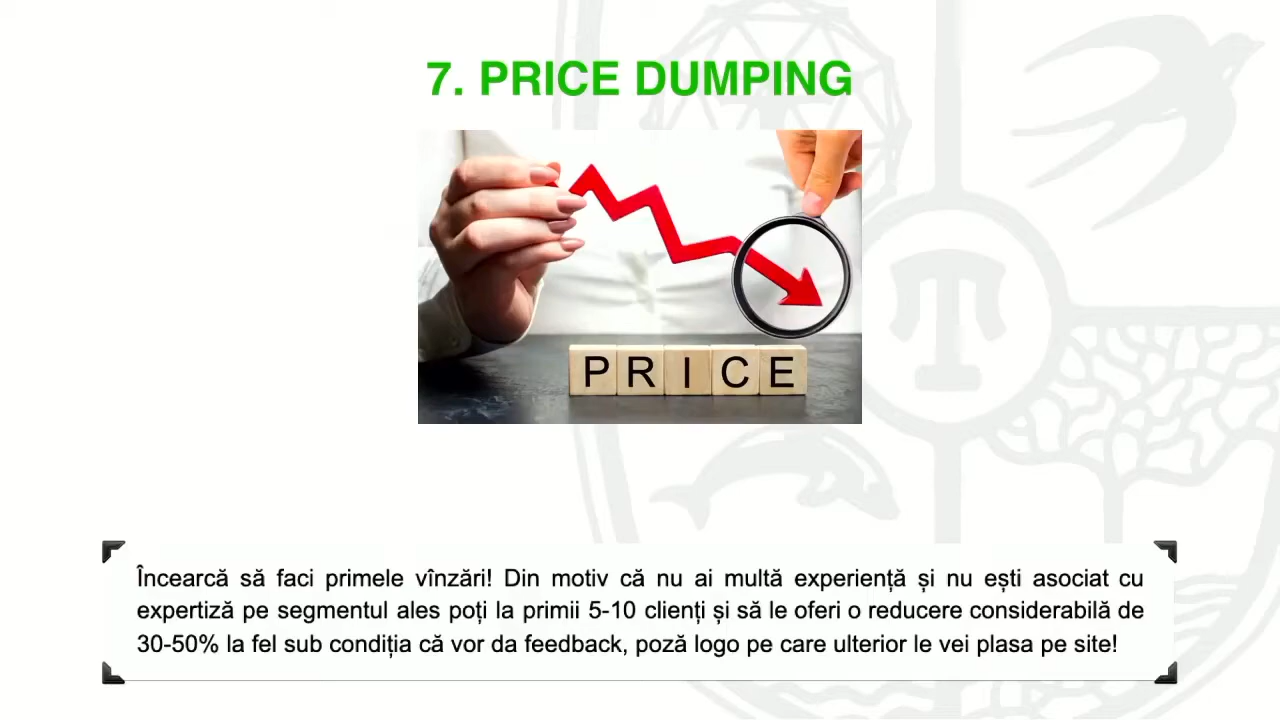 7. PRICE DUMPING
PRICE
Încearcă să faci primele vînzări! Din motiv că nu ai multă experiență și nu ești asociat cu
expertiză pe segmentul ales poți la primii 5-10 clienți și să le oferi o reducere considerabilă de
30-50% la fel sub condiția că vor da feedback, poză logo pe care ulterior le vei plasa pe site!